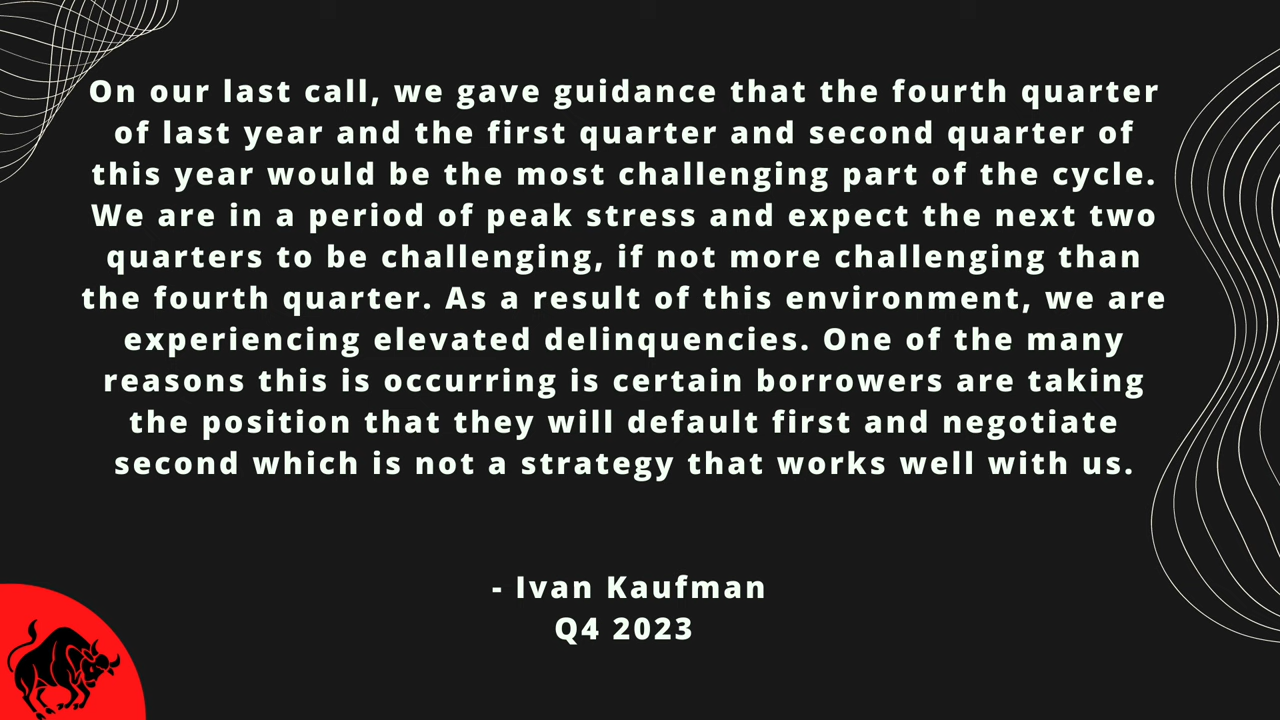 On our last call, we gave guidance that the fourth quarter
of last year and the first quarter and second quarter of
this year would be the most challenging part of the cycle.
We are in a period of peak stress and expect the next two
quarters to be challenging, if not more challenging than
the fourth quarter. As a result of this environment, we are
experiencing elevated delinquencies. One of the many
reasons this is occurring is certain borrowers are taking
the position that they will default first and negotiate
second which is not a strategy that works well with us.
- Ivan Kaufman
Q4 2023